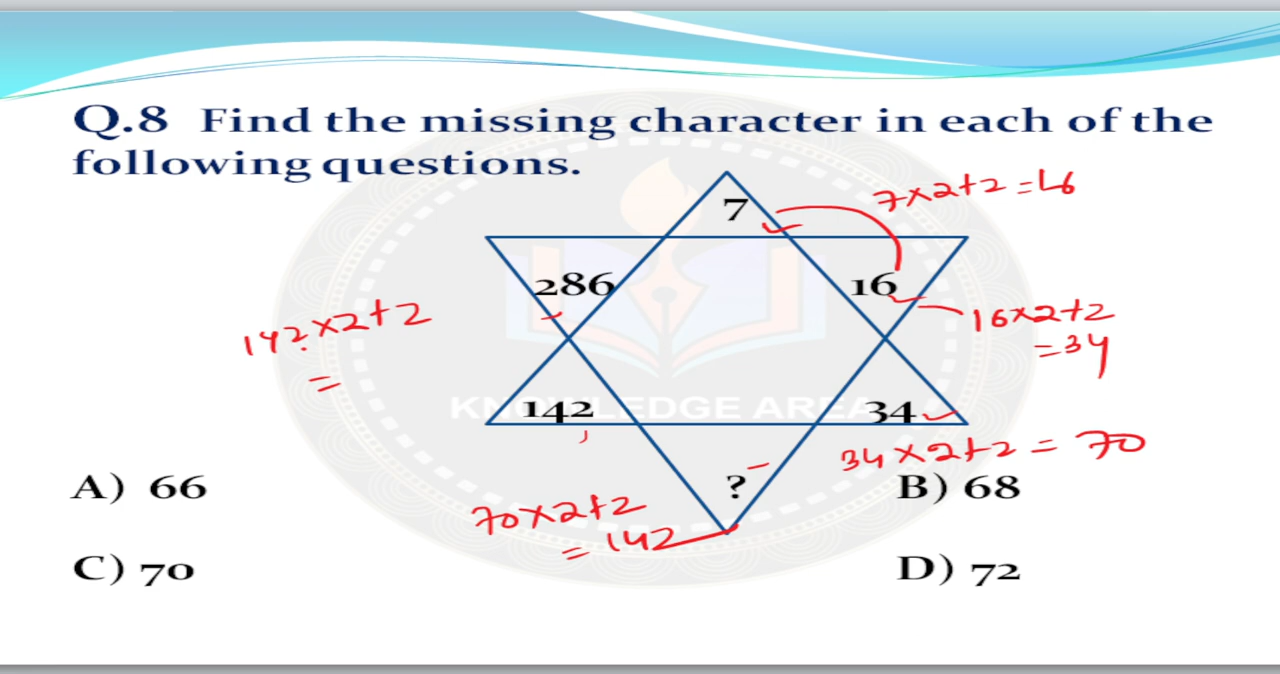 Q.8 Find the missing character in each of the
following questions.
7×2+2=16
7
286
16
142×2+2
=
16×2+2
=34
KNOWLEDGE AREA
142
34
34×2+2=70
A) 66
?
B) 68
70×2+2
=142
C) 70
D) 72